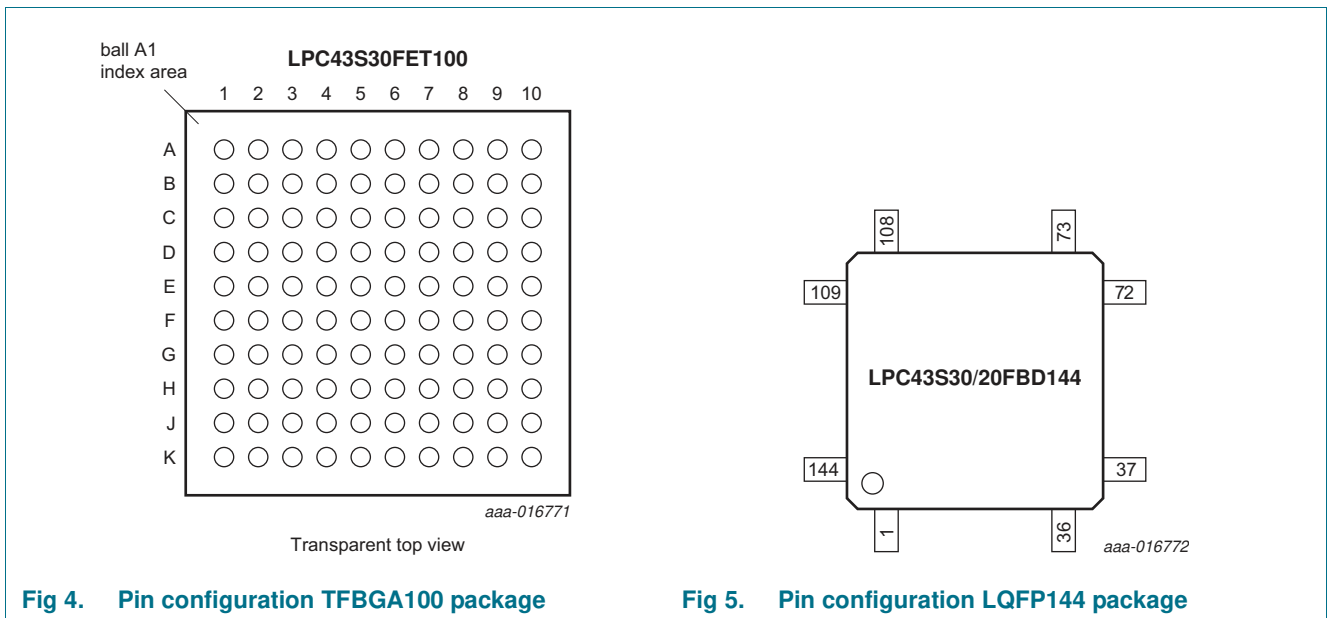 ball A1
index area
LPC43S30FET100
1 2 3 4 5 6 7 8 9 10
A
B
C
D
E
F
G
H
J
K
aaa-016771
Transparent top view
108
73
109
72
LPC43S30/20FBD144
144
37
1
36
aaa-016772
Fig 4. Pin configuration TFBGA100 package
Fig 5. Pin configuration LQFP144 package